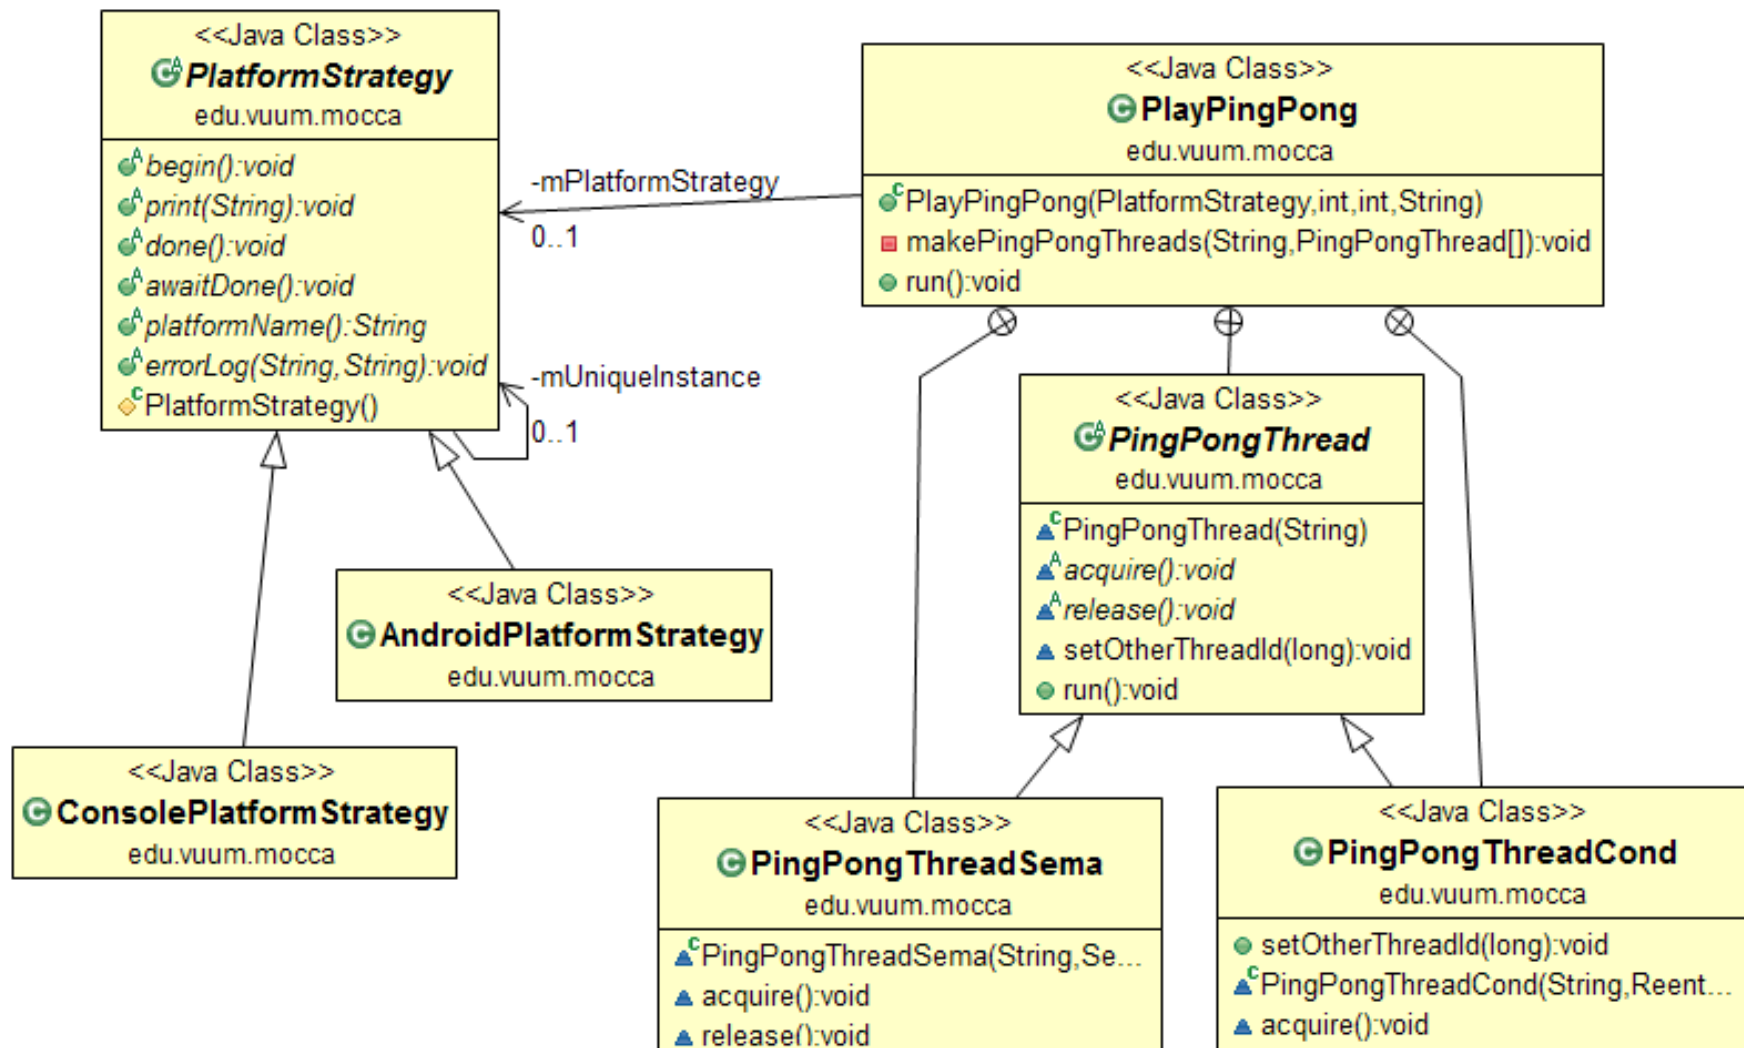 <<Java Class>>
PlatformStrategy
edu.vuum.mocca
begin():void
print(String):void
done():void
awaitDone():void
platformName():String
errorLog(String,String):void
PlatformStrategy()
-mPlatformStrategy
0..1
-mUniqueInstance
0..1
<<Java Class>>
PlayPingPong
edu.vuum.mocca
PlayPingPong(PlatformStrategy,int,int,String)
makePingPongThreads(String,PingPongThread[]):void
run():void
<<Java Class>>
PingPongThread
edu.vuum.mocca
PingPongThread(String)
acquire():void
release():void
setOtherThreadId(long):void
run():void
<<Java Class>>
AndroidPlatformStrategy
edu.vuum.mocca
<<Java Class>>
ConsolePlatformStrategy
edu.vuum.mocca
<<Java Class>>
PingPongThreadSema
edu.vuum.mocca
PingPongThreadSema(String,Se...
acquire():void
release():void
<<Java Class>>
PingPongThreadCond
edu.vuum.mocca
setOtherThreadId(long):void
PingPongThreadCond(String,Reent...
acquire():void